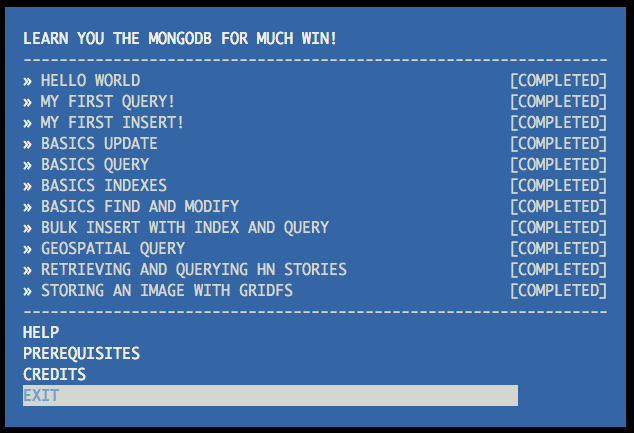 LEARN YOU THE MONGODB FOR MUCH WIN!
-----------------------------------------------------------------
» HELLO WORLD [COMPLETED]
» MY FIRST QUERY! [COMPLETED]
» MY FIRST INSERT! [COMPLETED]
» BASICS UPDATE [COMPLETED]
» BASICS QUERY [COMPLETED]
» BASICS INDEXES [COMPLETED]
» BASICS FIND AND MODIFY [COMPLETED]
» BULK INSERT WITH INDEX AND QUERY [COMPLETED]
» GEOSPATIAL QUERY [COMPLETED]
» RETRIEVING AND QUERYING HN STORIES [COMPLETED]
» STORING AN IMAGE WITH GRIDFS [COMPLETED]
-----------------------------------------------------------------
HELP
PREREQUISITES
CREDITS
EXIT